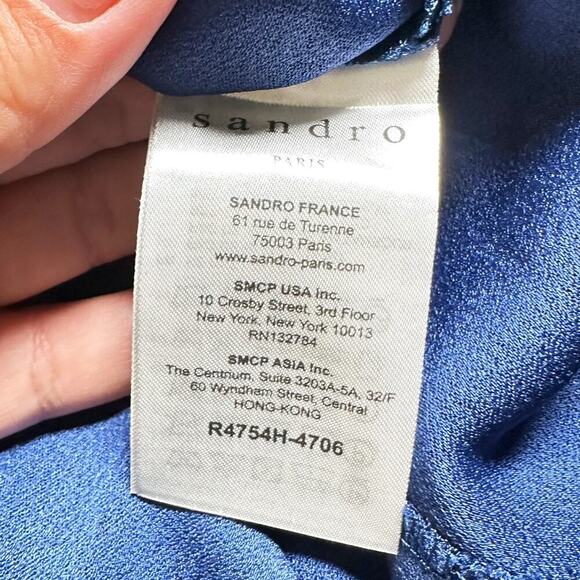 sandro
PARIS
SANDRO FRANCE
61 rue de Turenne
75003 Paris
www.sandro-paris.com
SMCP USA Inc.
10 Crosby Street, 3rd Floor
New York, New York 10013
RN132784
SMCP ASIA Inc.
The Centrium, Suite 3203A-5A, 32/F
60 Wyndham Street, Central
HONG-KONG
R4754H-4706